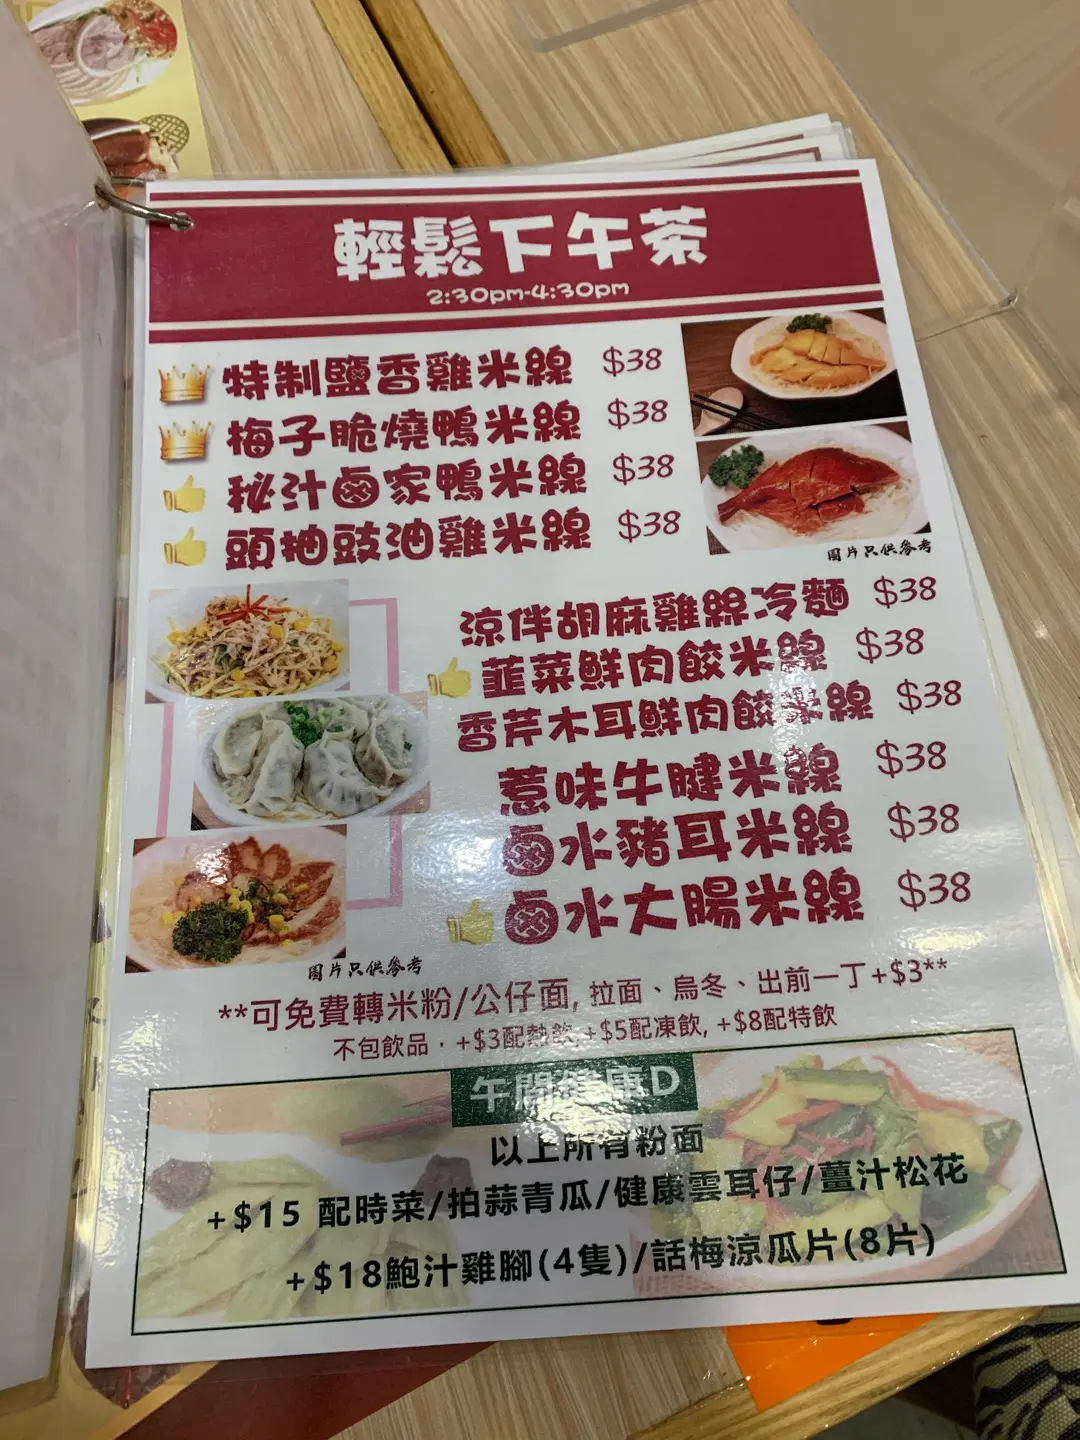 輕鬆下午茶
2:30pm-4:30pm
特制鹽香雞米線 $38
梅子脆燒鴨米線 $38
秘汁鹵家鴨米線 $38
頭抽豉油雞米線 $38
圖片只供參考
涼伴胡麻雞絲冷麵 $38
韮菜鮮肉餃米線 $38
香芹木耳鮮肉餃米線 $38
惹味牛腱米線 $38
鹵水豬耳米線 $38
鹵水大腸米線 $38
圖片只供參考
**可免費轉米粉/公仔面, 拉面、烏冬、出前一丁+$3**
不包飲品，+$3配熱飲,+$5配凍飲, +$8配特飲
午間健康D
以上所有粉面
+$15 配時菜/拍蒜青瓜/健康雲耳仔/薑汁松花
+$18鮑汁雞腳(4隻)/話梅涼瓜片(8片)